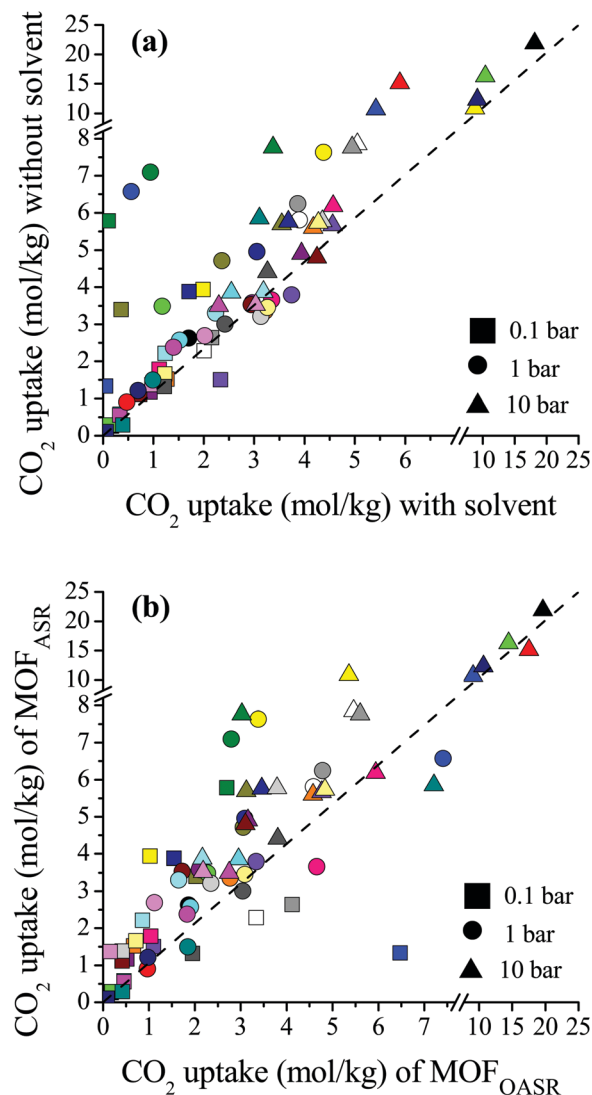 (a)
CO2 uptake (mol/kg) without solvent
25
20
15
10
8
7
6
5
4
3
2
1
0
0.1 bar
1 bar
10 bar
0 1 2 3 4 5 6 10 15 20 25
CO2 uptake (mol/kg) with solvent
(b)
CO2 uptake (mol/kg) of MOFASR
25
20
15
10
8
7
6
5
4
3
2
1
0
0.1 bar
1 bar
10 bar
0 1 2 3 4 5 6 7 10 15 20 25
CO2 uptake (mol/kg) of MOFOASR